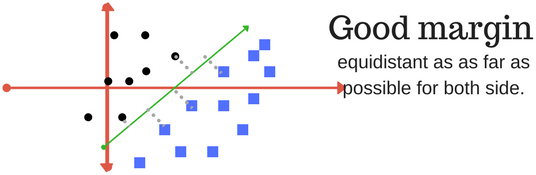 Good margin
equidistant as as far as
possible for both side.